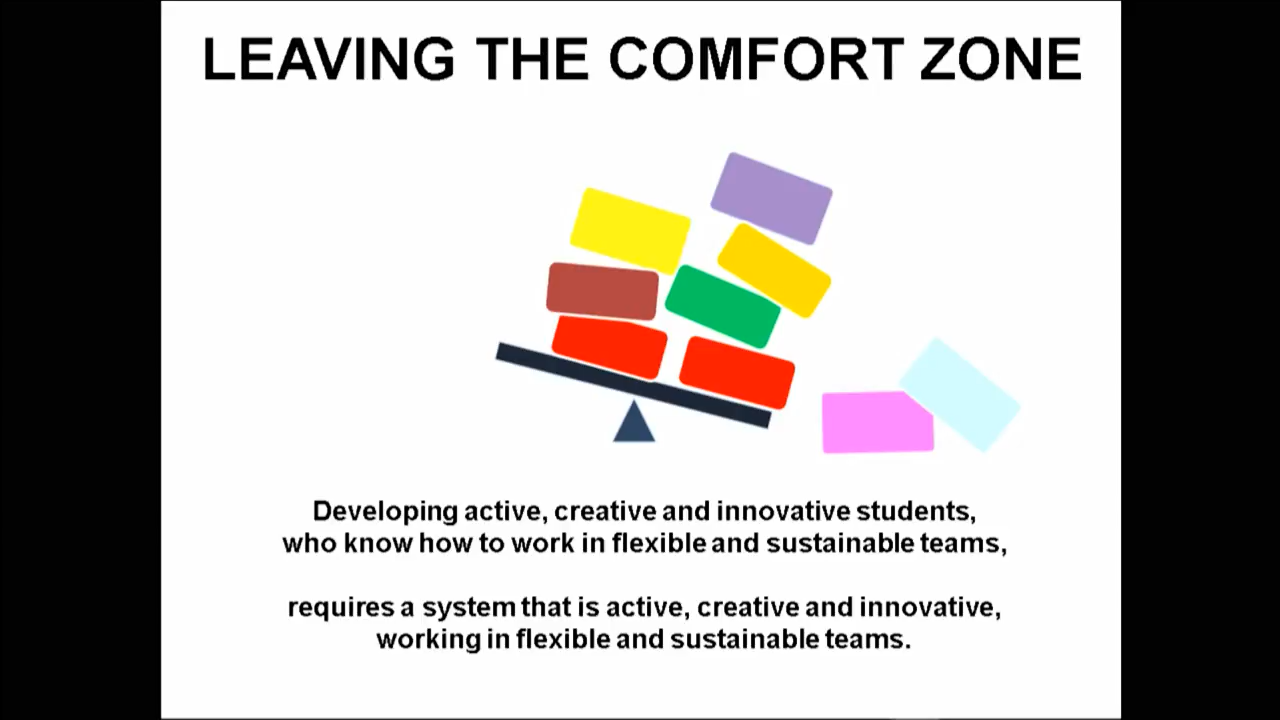 LEAVING THE COMFORT ZONE
Developing active, creative and innovative students,
who know how to work in flexible and sustainable teams,
requires a system that is active, creative and innovative,
working in flexible and sustainable teams.